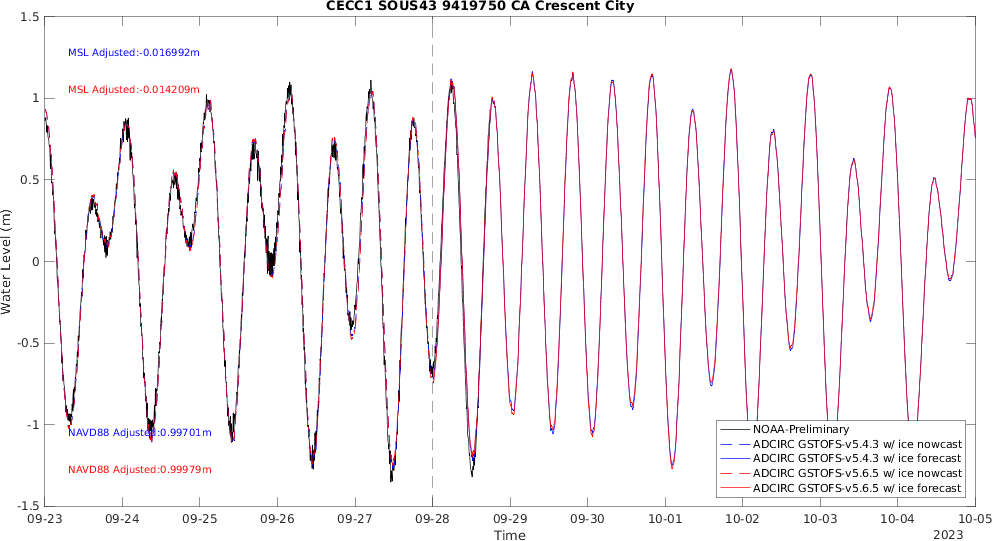 CECC1 SOUS43 9419750 CA Crescent City
1.5
1
0.5
0
-0.5
-1
-1.5
Water Level (m)
MSL Adjusted:-0.016992m
MSL Adjusted:-0.014209m
NAVD88 Adjusted:0.99701m
NAVD88 Adjusted:0.99979m
NOAA-Preliminary
ADCIRC GSTOFS-v5.4.3 w/ ice nowcast
ADCIRC GSTOFS-v5.4.3 w/ ice forecast
ADCIRC GSTOFS-v5.6.5 w/ ice nowcast
ADCIRC GSTOFS-v5.6.5 w/ ice forecast
09-23 09-24 09-25 09-26 09-27 09-28 09-29 09-30 10-01 10-02 10-03 10-04 10-05
Time
2023